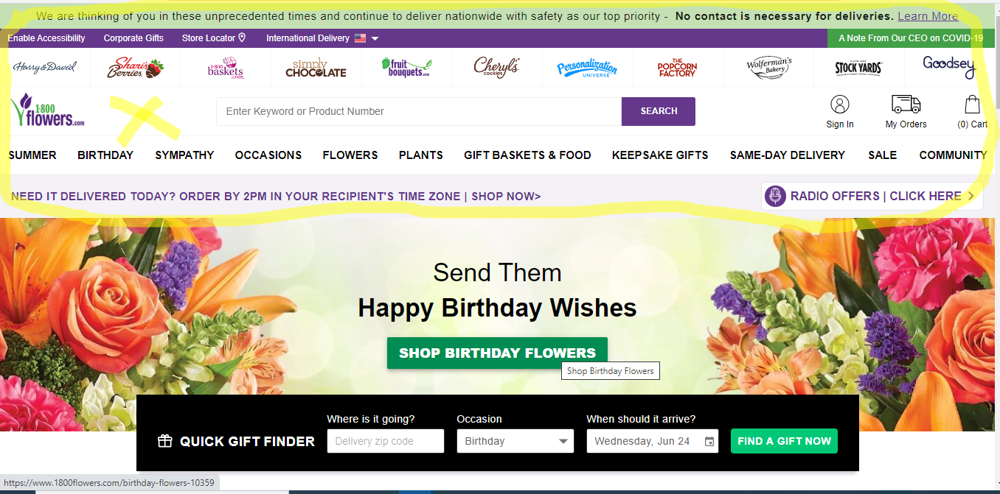 We are thinking of you in these unprecedented times and continue to deliver nationwide with safety as our top priority - No contact is necessary for deliveries. Learn More
Enable Accessibility Corporate Gifts Store Locator International Delivery A Note From Our CEO on COVID-19
Harry & David Shari's Berries. 1-800 baskets.com. simply CHOCOLATE fruit bouquets.com Cheryl's cookies Personalization UNIVERSE THE POPCORN FACTORY Wolferman's Bakery STOCK YARDS Goodsey
1-800 flowers.com Enter Keyword or Product Number SEARCH Sign In My Orders (0) Cart
SUMMER BIRTHDAY SYMPATHY OCCASIONS FLOWERS PLANTS GIFT BASKETS & FOOD KEEPSAKE GIFTS SAME-DAY DELIVERY SALE COMMUNITY
NEED IT DELIVERED TODAY? ORDER BY 2PM IN YOUR RECIPIENT'S TIME ZONE | SHOP NOW> RADIO OFFERS | CLICK HERE >
Send Them
Happy Birthday Wishes
SHOP BIRTHDAY FLOWERS
Shop Birthday Flowers
Where is it going? Occasion When should it arrive?
QUICK GIFT FINDER Delivery zip code Birthday Wednesday, Jun 24 FIND A GIFT NOW
https://www.1800flowers.com/birthday-flowers-10359